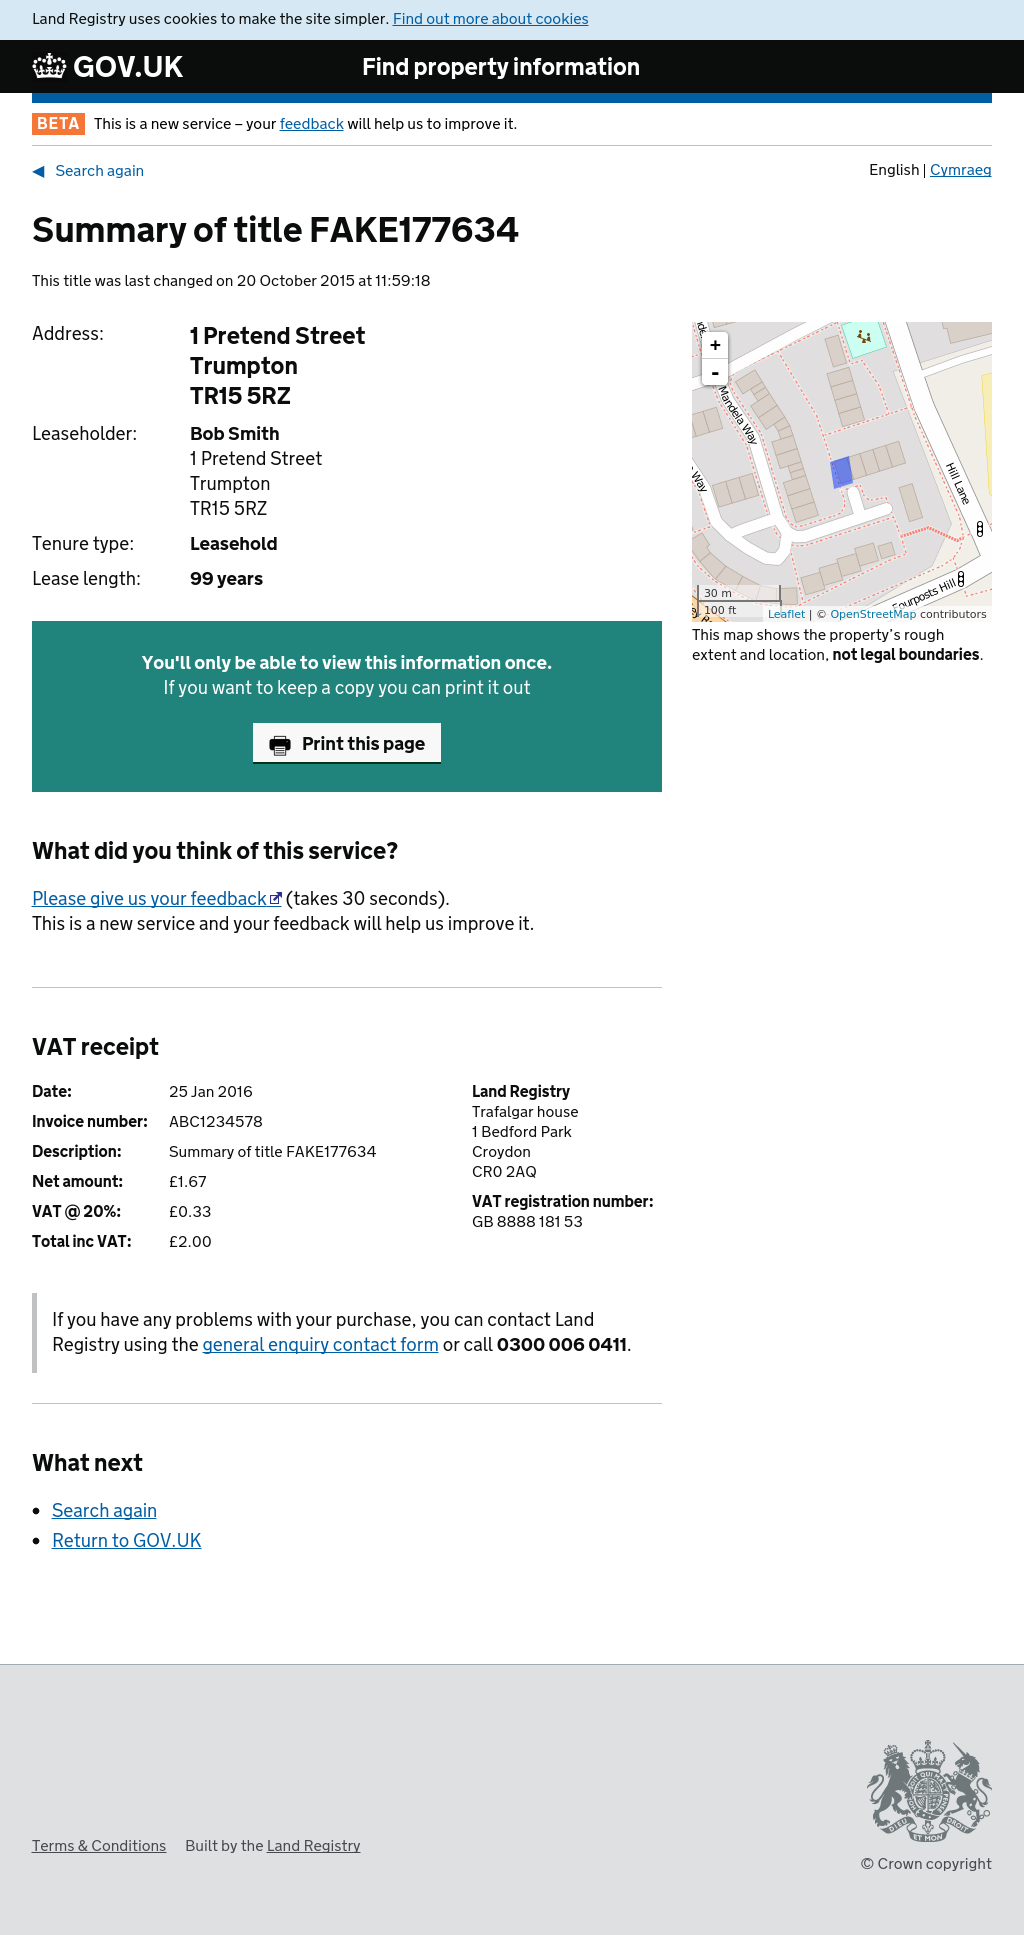 Land Registry uses cookies to make the site simpler. Find out more about cookies
GOV.UK
Find property information
BETA This is a new service – your feedback will help us to improve it.
◀ Search again
English | Cymraeg
Summary of title FAKE177634
This title was last changed on 20 October 2015 at 11:59:18
Address:
1 Pretend Street
Trumpton
TR15 5RZ
Leaseholder:
Bob Smith
1 Pretend Street
Trumpton
TR15 5RZ
Tenure type: Leasehold
Lease length: 99 years
+
-
Mandela Way
Way
Hill Lane
Fourposts Hill
30 m
100 ft
Leaflet | © OpenStreetMap contributors
This map shows the property's rough
extent and location, not legal boundaries.
You'll only be able to view this information once.
If you want to keep a copy you can print it out
Print this page
What did you think of this service?
Please give us your feedback (takes 30 seconds).
This is a new service and your feedback will help us improve it.
VAT receipt
Date: 25 Jan 2016
Invoice number: ABC1234578
Description: Summary of title FAKE177634
Net amount: £1.67
VAT @ 20%: £0.33
Total inc VAT: £2.00
Land Registry
Trafalgar house
1 Bedford Park
Croydon
CR0 2AQ
VAT registration number:
GB 8888 181 53
If you have any problems with your purchase, you can contact Land
Registry using the general enquiry contact form or call 0300 006 0411.
What next
• Search again
• Return to GOV.UK
Terms & Conditions Built by the Land Registry
DIEU ET MON DROIT
© Crown copyright